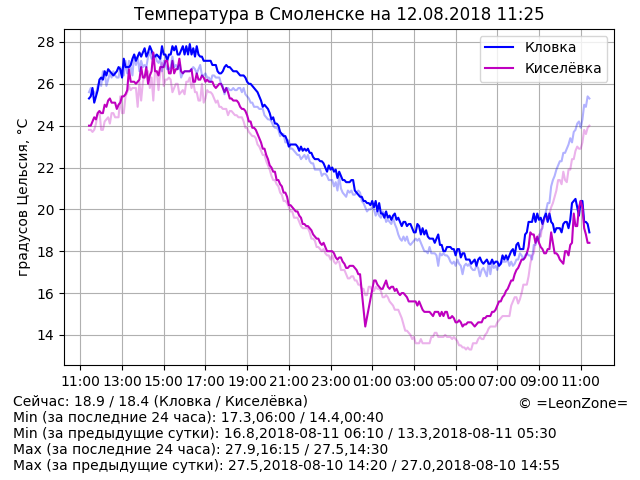 Температура в Смоленске на 12.08.2018 11:25
градусов Цельсия, °C
28
26
24
22
20
18
16
14
Кловка
Киселёвка
11:00 13:00 15:00 17:00 19:00 21:00 23:00 01:00 03:00 05:00 07:00 09:00 11:00
Сейчас: 18.9 / 18.4 (Кловка / Киселёвка)
© =LeonZone=
Min (за последние 24 часа): 17.3,06:00 / 14.4,00:40
Min (за предыдущие сутки): 16.8,2018-08-11 06:10 / 13.3,2018-08-11 05:30
Max (за последние 24 часа): 27.9,16:15 / 27.5,14:30
Max (за предыдущие сутки): 27.5,2018-08-10 14:20 / 27.0,2018-08-10 14:55